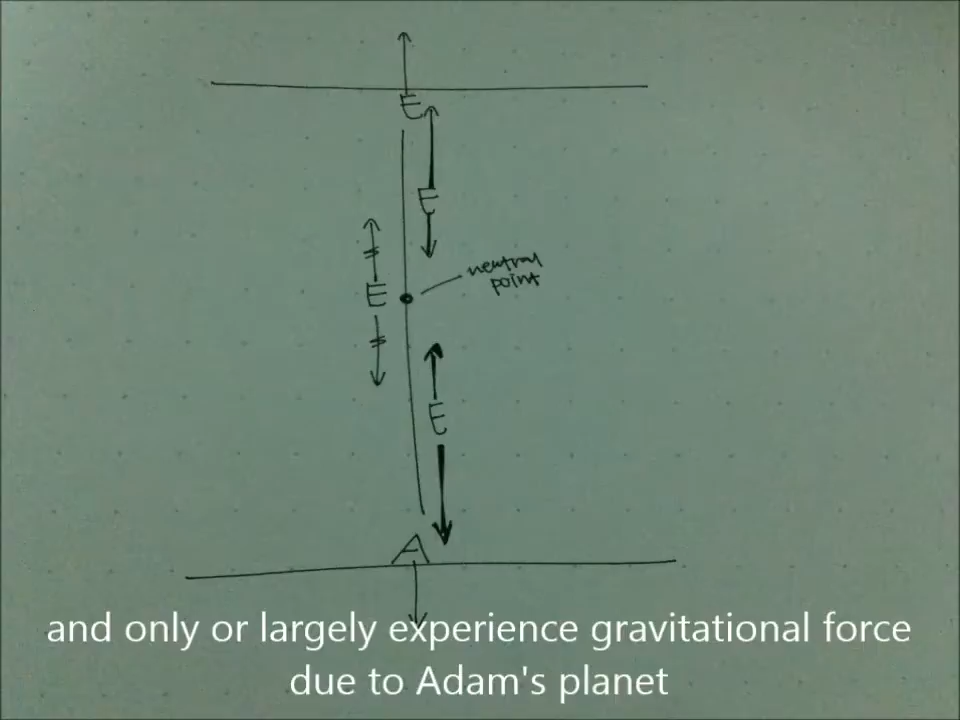 E
E
neutral
point
E
E
A
and only or largely experience gravitational force
due to Adam's planet